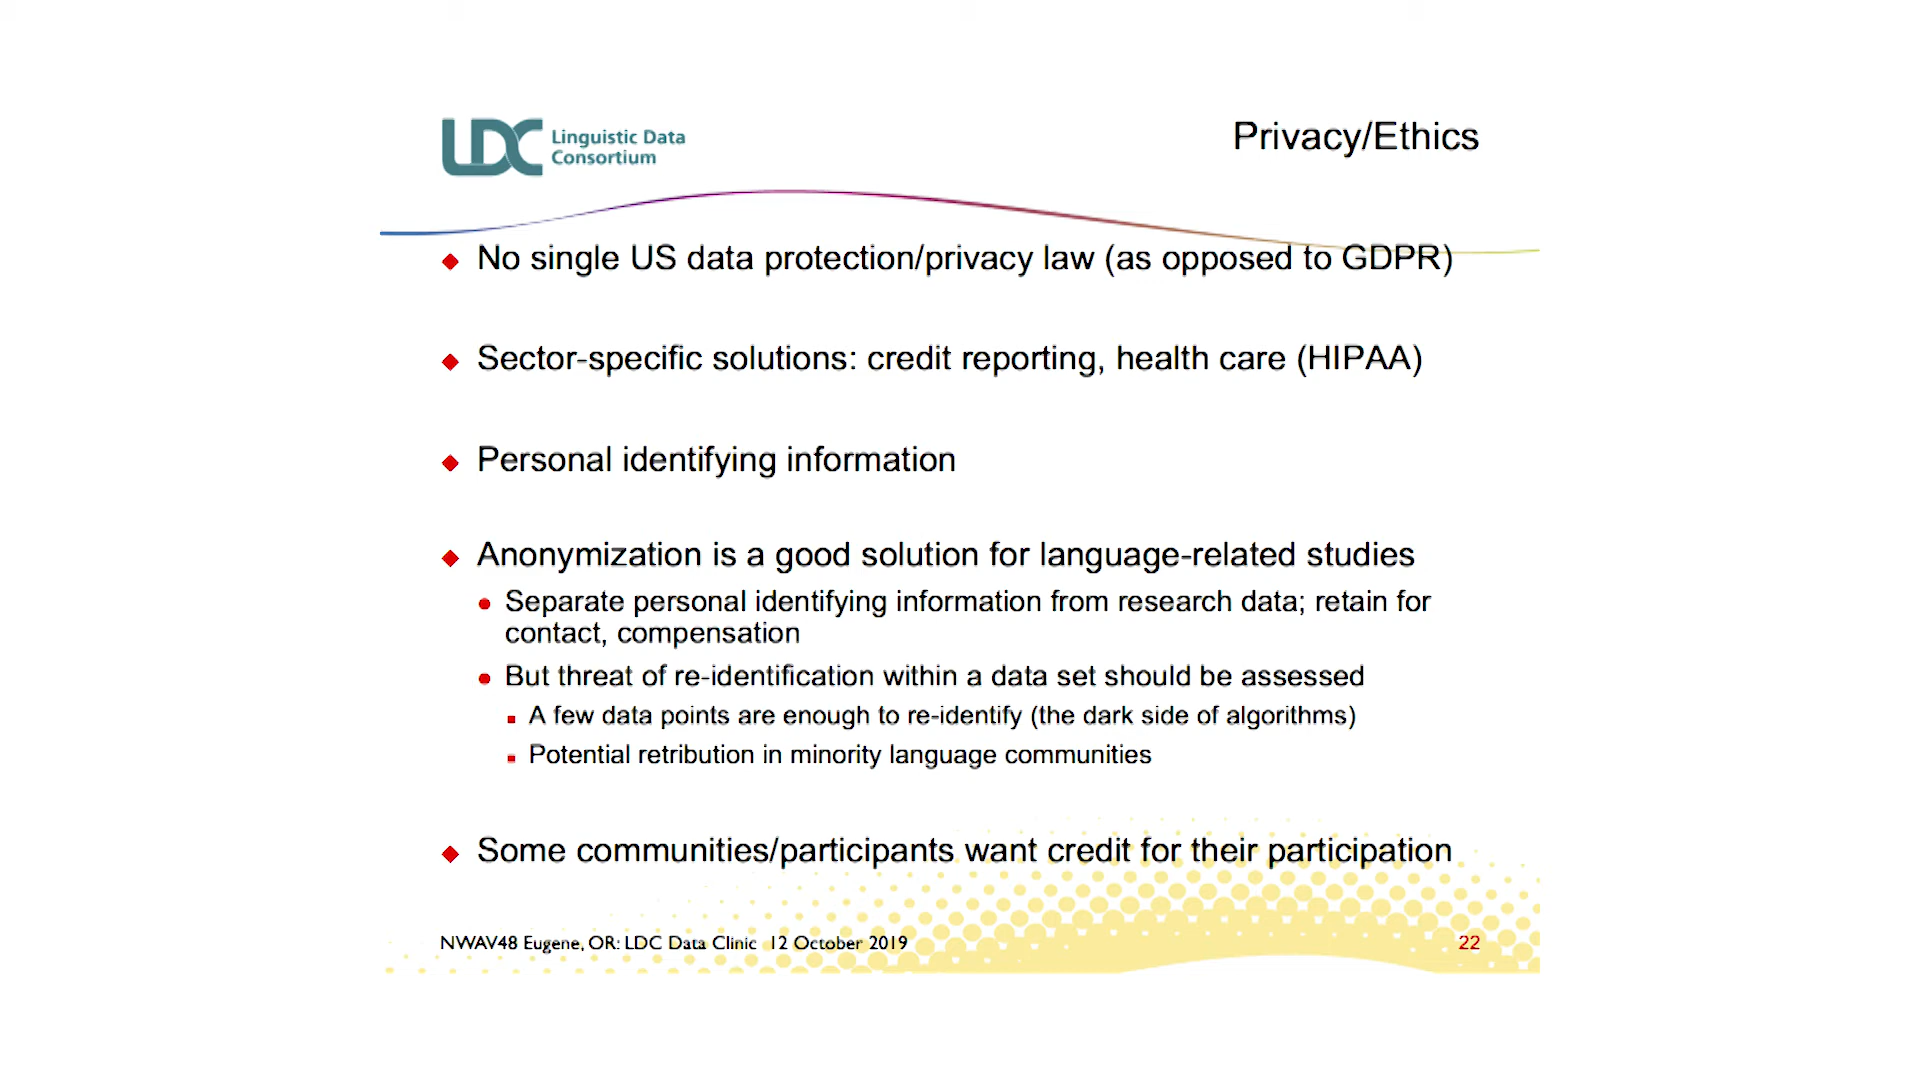 LDC Linguistic Data
Consortium
Privacy/Ethics
No single US data protection/privacy law (as opposed to GDPR)
Sector-specific solutions: credit reporting, health care (HIPAA)
Personal identifying information
Anonymization is a good solution for language-related studies
Separate personal identifying information from research data; retain for
contact, compensation
But threat of re-identification within a data set should be assessed
A few data points are enough to re-identify (the dark side of algorithms)
Potential retribution in minority language communities
Some communities/participants want credit for their participation
NWAV48 Eugene, OR: LDC Data Clinic 12 October 2019
22